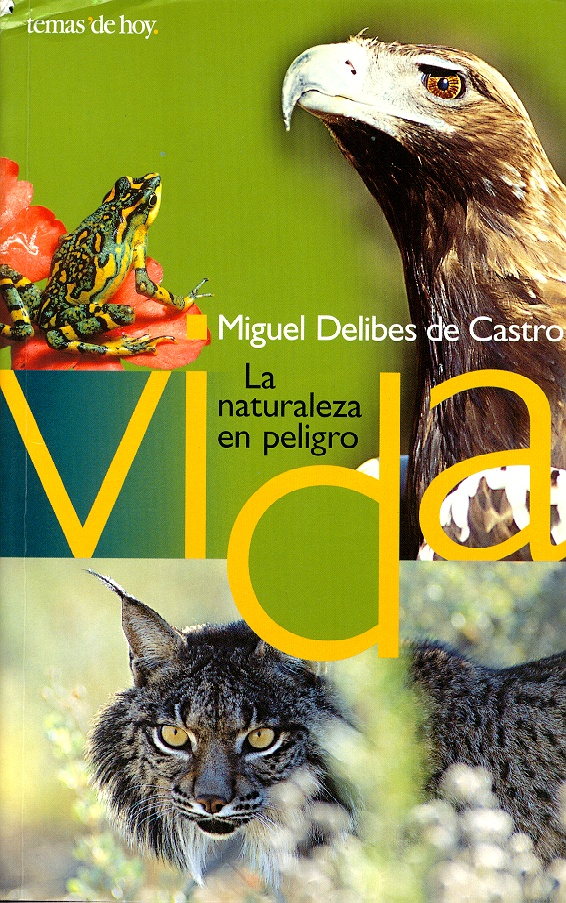 temas de hoy.
Miguel Delibes de Castro
La
naturaleza
en peligro
Vida